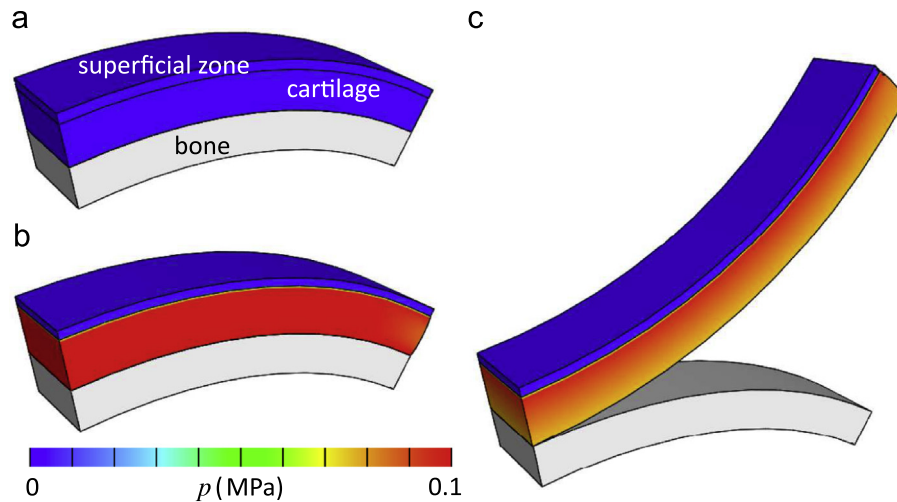 a
superficial zone
cartilage
bone
b
0 p (MPa) 0.1
c